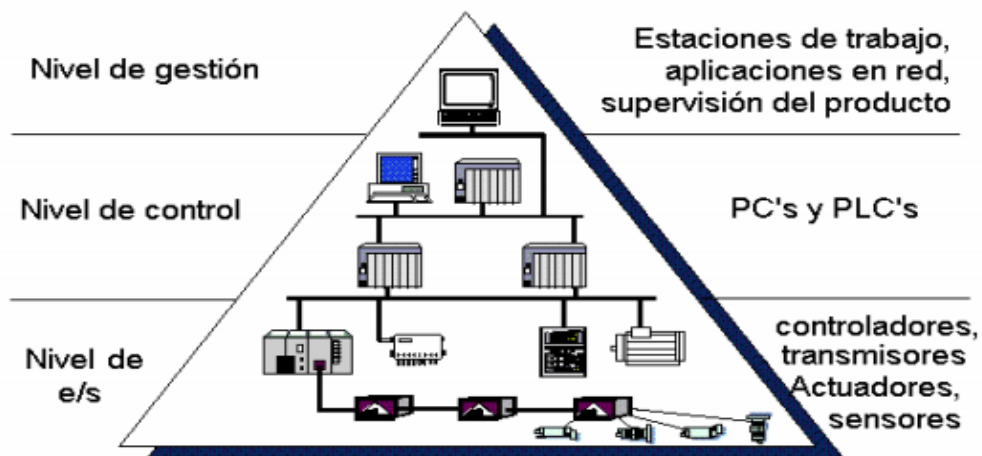 Nivel de gestión
Estaciones de trabajo,
aplicaciones en red,
supervisión del producto
Nivel de control
PC's y PLC's
Nivel de
e/s
controladores,
transmisores
Actuadores,
sensores